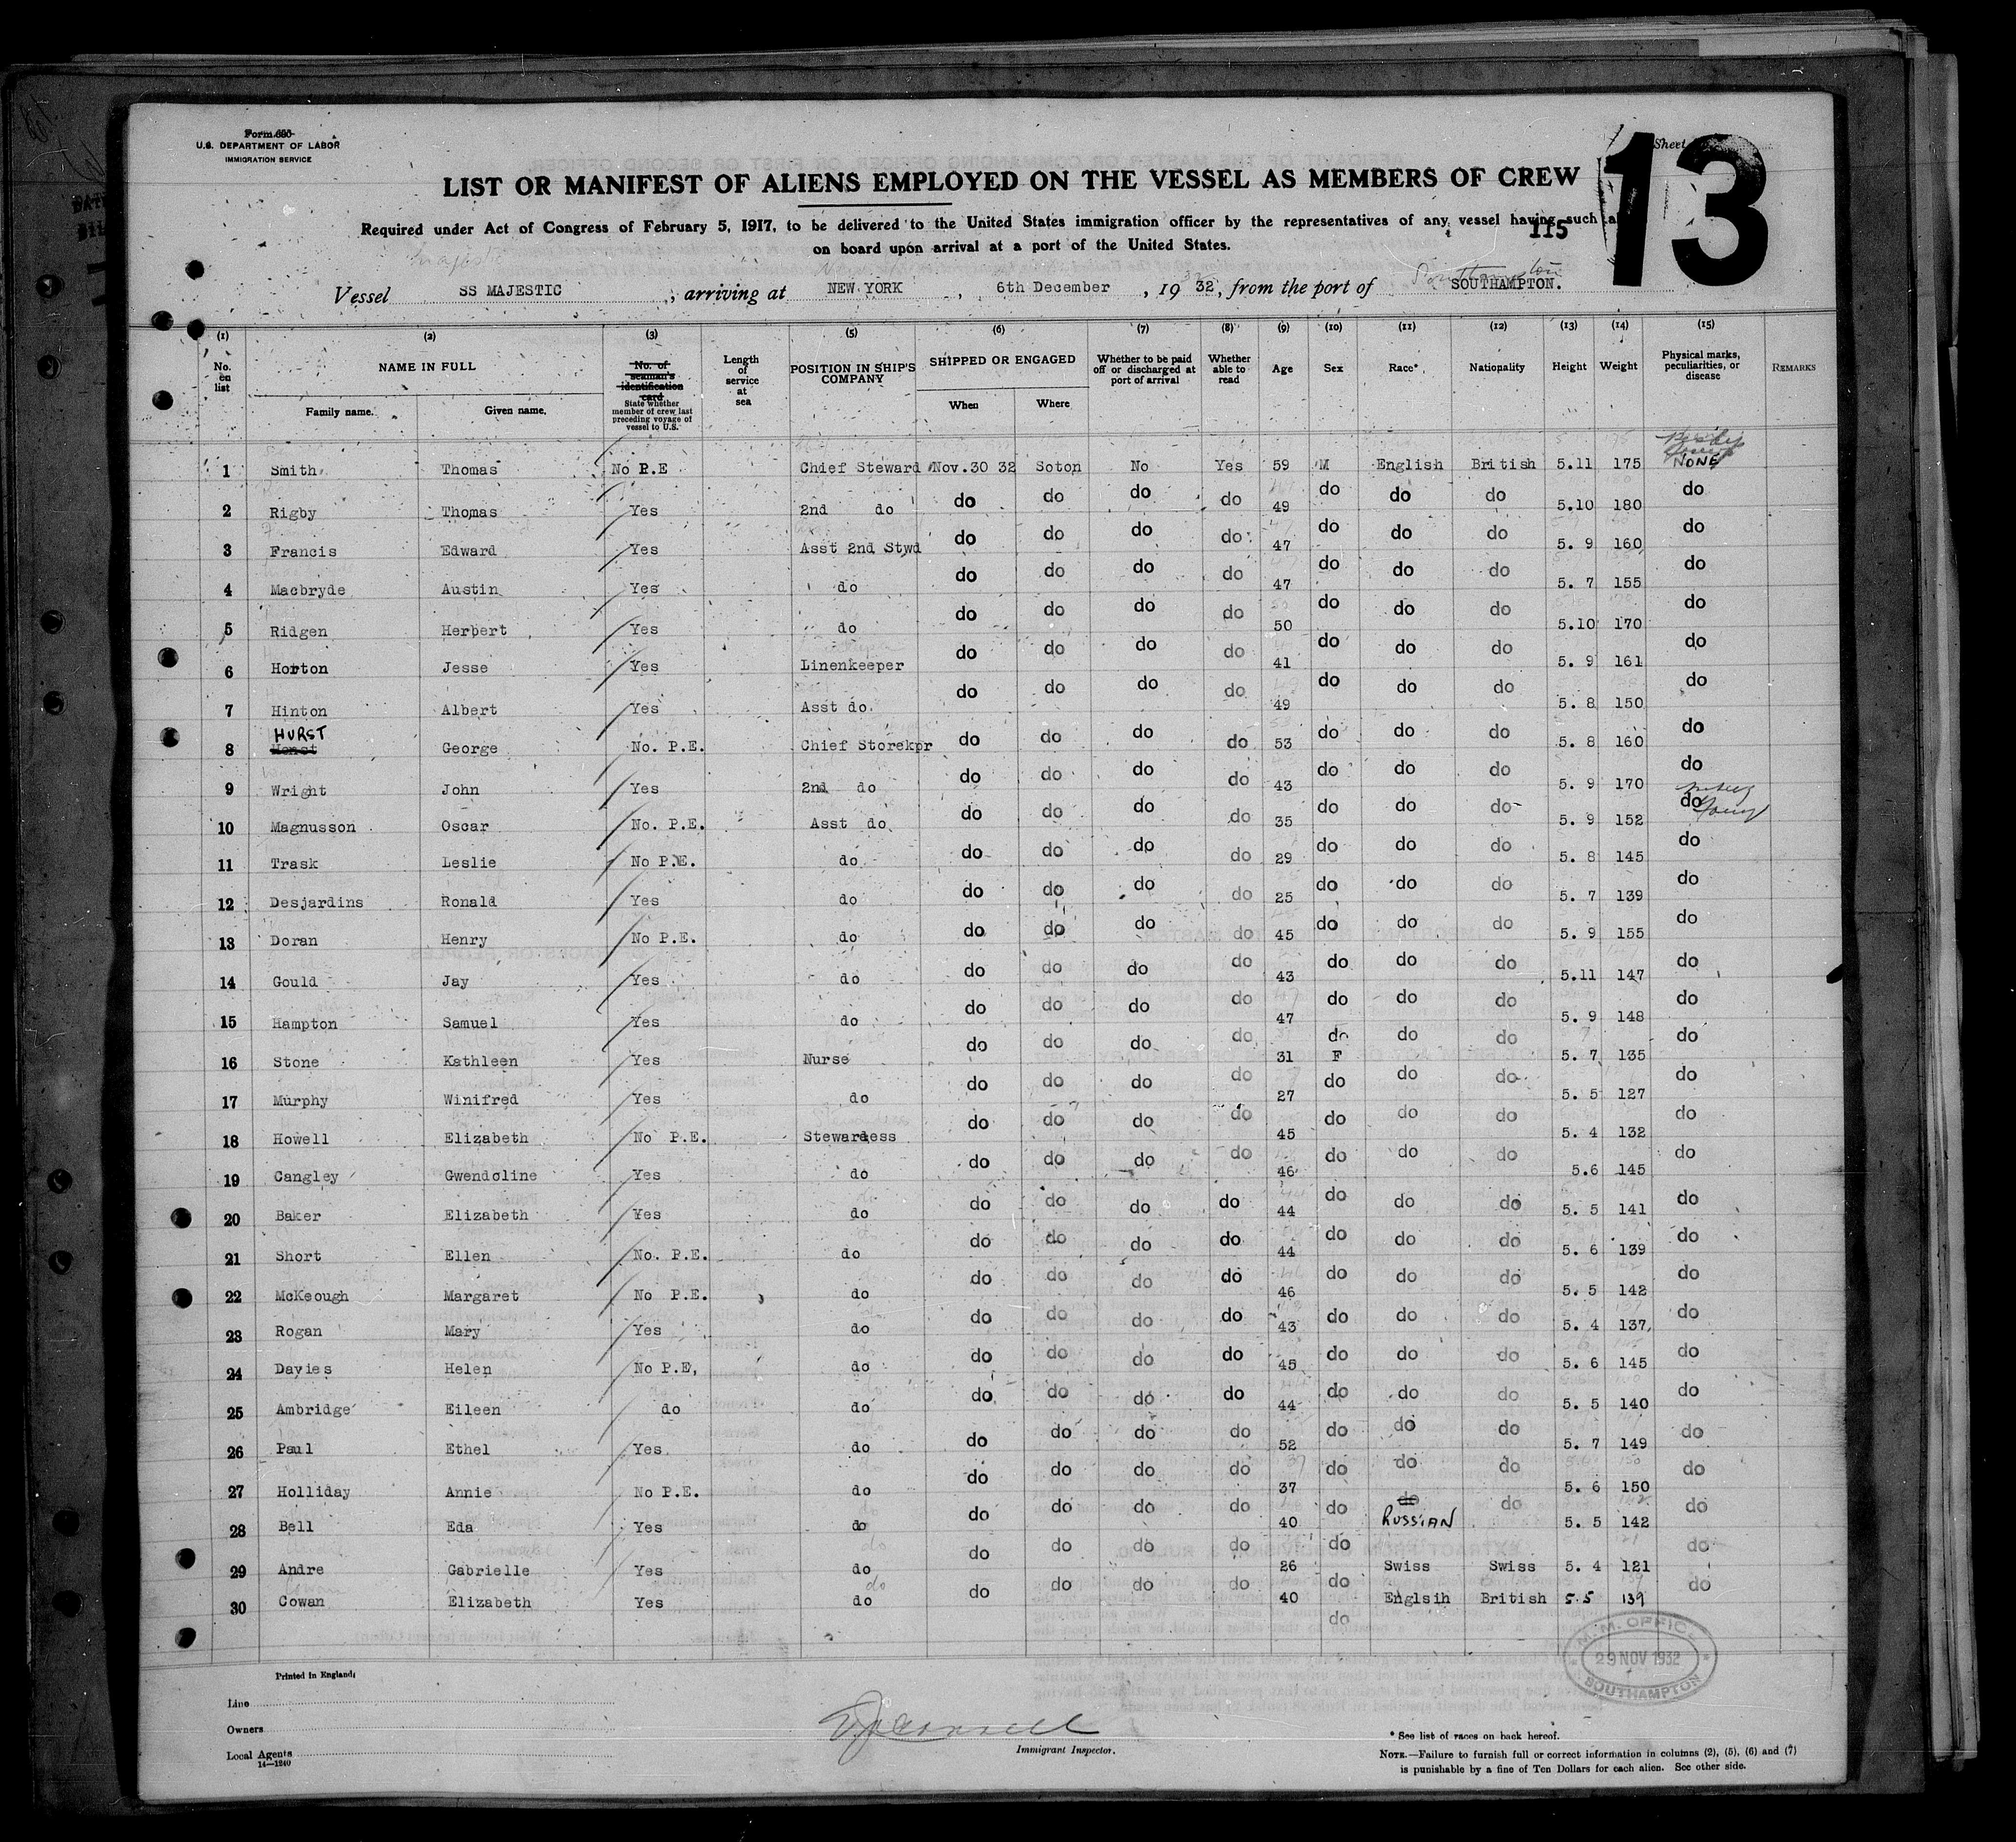 Form 680
U.S. DEPARTMENT OF LABOR
IMMIGRATION SERVICE
Sheet
13
LIST OR MANIFEST OF ALIENS EMPLOYED ON THE VESSEL AS MEMBERS OF CREW
Required under Act of Congress of February 5, 1917, to be delivered to the United States immigration officer by the representatives of any vessel having such
115
on board upon arrival at a port of the United States.
Vessel SS MAJESTIC, arriving at NEW YORK, 6th December, 1932, from the port of SOUTHAMPTON.
(1) (2) (3) (5) (6) (7) (8) (9) (10) (11) (12) (13) (14) (15)
No. on list NAME IN FULL Family name. Given name. No. of seaman's identification card State whether member of crew last preceding voyage of vessel to U.S. Length of service at sea POSITION IN SHIP'S COMPANY SHIPPED OR ENGAGED When Where Whether to be paid off or discharged at port of arrival Whether able to read Age Sex Race* Nationality Height Weight Physical marks, peculiarities, or disease REMARKS
1 Smith Thomas No P.E Chief Steward Nov.30 32 Soton No Yes 59 M English British 5.11 175 NONE
2 Rigby Thomas Yes 2nd do do do do do 49 do do do 5.10 180 do
3 Francis Edward Yes Asst 2nd Stwd do do do do 47 do do do 5. 9 160 do
4 Macbryde Austin Yes do do do do do 47 do do do 5. 7 155 do
5 Ridgen Herbert Yes do do do do do 50 do do do 5.10 170 do
6 Horton Jesse Yes Linenkeeper do do do do 41 do do do 5. 9 161 do
7 Hinton Albert Yes Asst do. do do do do 49 do do do 5. 8 150 do
8 HURST George No. P.E. Chief Storekpr do do do do 53 do do do 5. 8 160 do
9 Wright John Yes 2nd do do do do do 43 do do do 5. 9 170 do
10 Magnusson Oscar No. P.E. Asst do do do do do 35 do do do 5. 9 152 do
11 Trask Leslie No P.E. do do do do do 29 do do do 5. 8 145 do
12 Desjardins Ronald Yes do do do do do 25 do do do 5. 7 139 do
13 Doran Henry No P.E. do do do do do 45 do do do 5. 9 155 do
14 Gould Jay Yes do do do do do 43 do do do 5.11 147 do
15 Hampton Samuel Yes do do do do do 47 do do do 5. 9 148 do
16 Stone Kathleen Yes Nurse do do do do 31 do F do do 5. 7 135 do
17 Murphy Winifred Yes do do do do do 27 do do do 5. 5 127 do
18 Howell Elizabeth No P.E. Stewardess do do do do 45 do do do 5. 4 132 do
19 Cangley Gwendoline Yes do do do do do 46 do do do 5.6 145 do
20 Baker Elizabeth Yes do do do do do 44 do do do 5. 5 141 do
21 Short Ellen No. P.E. do do do do do 44 do do do 5. 6 139 do
22 McKeough Margaret No P.E. do do do do do 46 do do do 5. 5 142 do
23 Rogan Mary Yes do do do do do 43 do do do 5. 4 137 do
24 Davies Helen No P.E, do do do do do 45 do do do 5. 6 145 do
25 Ambridge Eileen do do do do do do 44 do do do 5. 5 140 do
26 Paul Ethel Yes do do do do do 52 do do do 5. 7 149 do
27 Holliday Annie No P.E. do do do do do 37 do do do 5. 6 150 do
28 Bell Eda Yes do do do do do 40 do do RUSSIAN do 5. 5 142 do
29 Andre Gabrielle Yes do do do do do 26 do Swiss Swiss 5. 4 121 do
30 Cowan Elizabeth Yes do do do do do 40 do Englsih British 5.5 139 do
do
M.M. OFFICE
29 NOV 1932
SOUTHAMPTON
Printed in England.
Line
Owners
Local Agents
14—1240
Immigrant Inspector.
* See list of races on back hereof.
NOTE.—Failure to furnish full or correct information in columns (2), (5), (6) and (7)
is punishable by a fine of Ten Dollars for each alien. See other side.